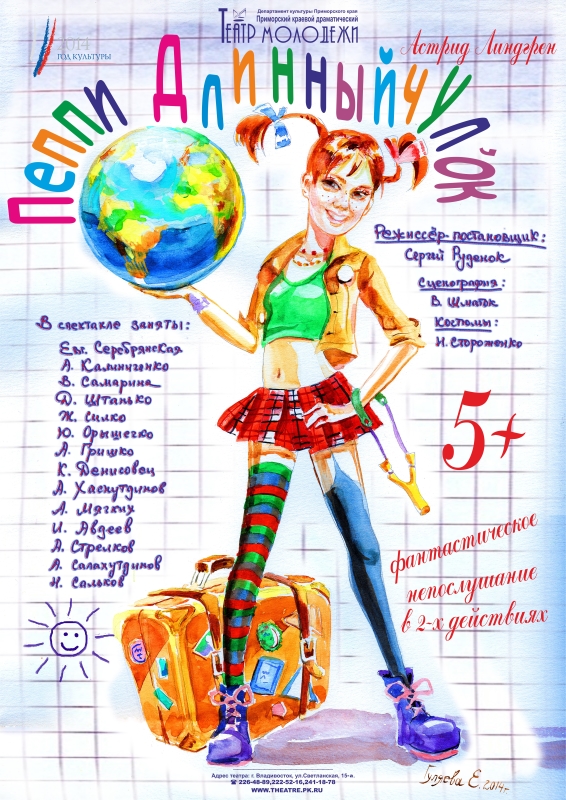 Департамент культуры Приморского края
Приморский краевой драматический
ТЕАТР МОЛОДЕЖИ
2014
ГОД КУЛЬТУРЫ
Астрид Линдгрен
Пеппи Длинныйчулок
Режиссёр-постановщик:
Сергей Руденок
Сценография:
В. Шматок
Костюмы:
Н. Стороженко
В спектакле заняты:
Евг. Серебрянская
А. Калинченко
В. Самарина
Д. Штанько
Ж. Силко
Ю. Орышечко
А. Гришко
К. Денисовец
А. Хаснутдинов
А. Мягких
И. Авдеев
А. Стрелков
А. Салахутдинов
Н. Сальков
5+
фантастическое
непослушание
в 2-х действиях
Адрес театра: г. Владивосток, ул.Светланская, 15-а.
226-48-89,222-52-16,241-18-78
WWW.THEATRE.PK.RU
Е. 2014г